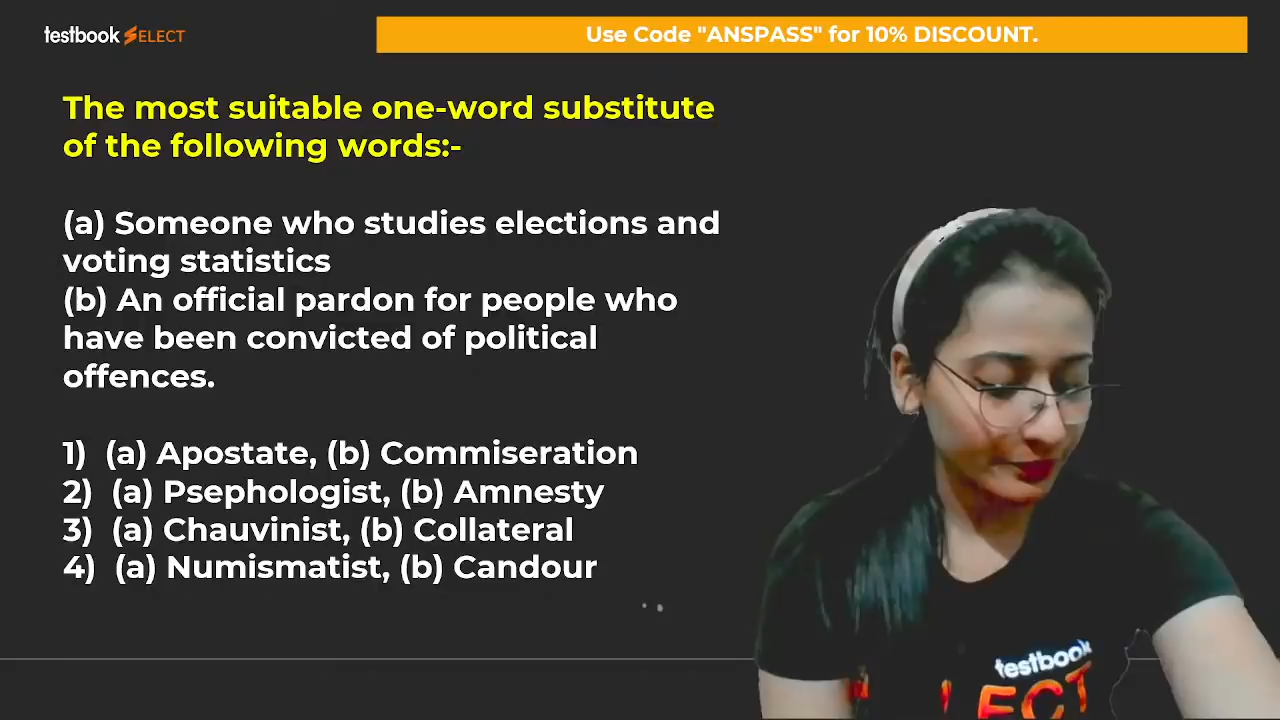 testbook SELECT
Use Code "ANSPASS" for 10% DISCOUNT.
The most suitable one-word substitute
of the following words:-
(a) Someone who studies elections and
voting statistics
(b) An official pardon for people who
have been convicted of political
offences.
1) (a) Apostate, (b) Commiseration
2) (a) Psephologist, (b) Amnesty
3) (a) Chauvinist, (b) Collateral
4) (a) Numismatist, (b) Candour
testbook
LECT